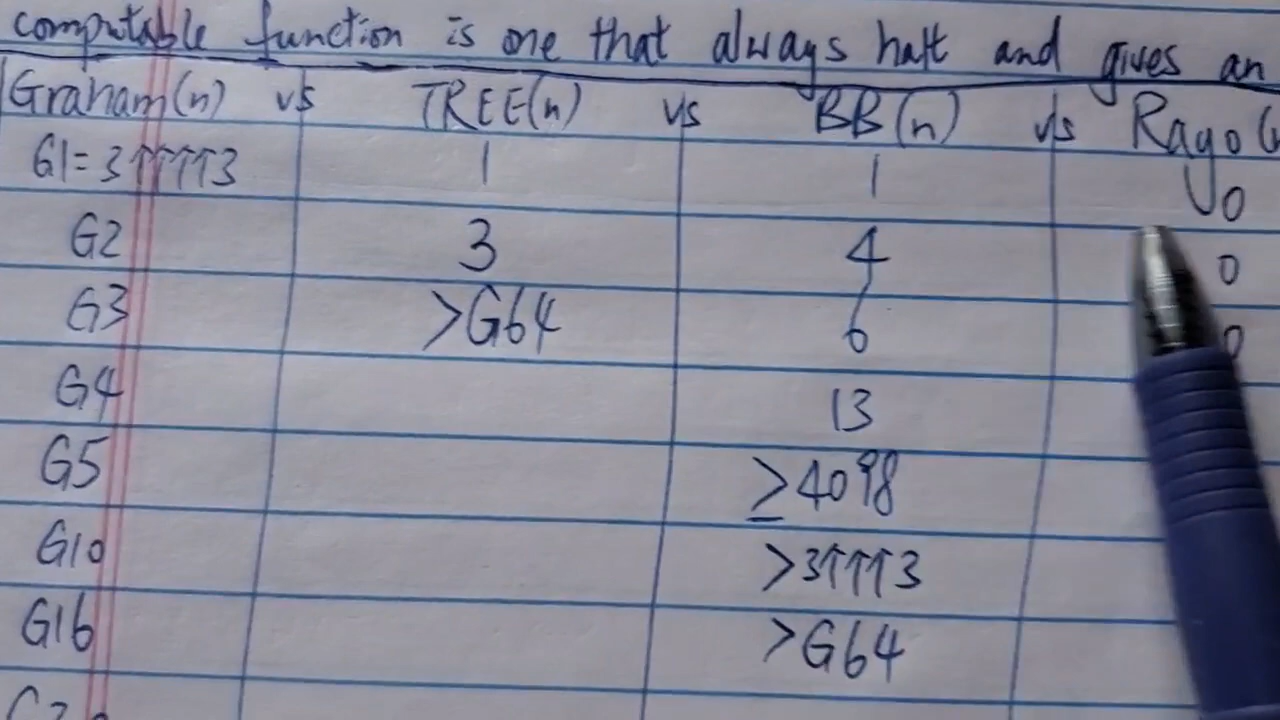 computable function is one that always halt and gives an
Graham(n) vs TREE(n) vs BB(n) vs Rayo(
G1=3↑↑↑↑3 1 1 0
G2 3 4 0
G3 >G64 6 0
G4 13
G5 ≥4098
G10 >3↑↑↑3
G16 >G64